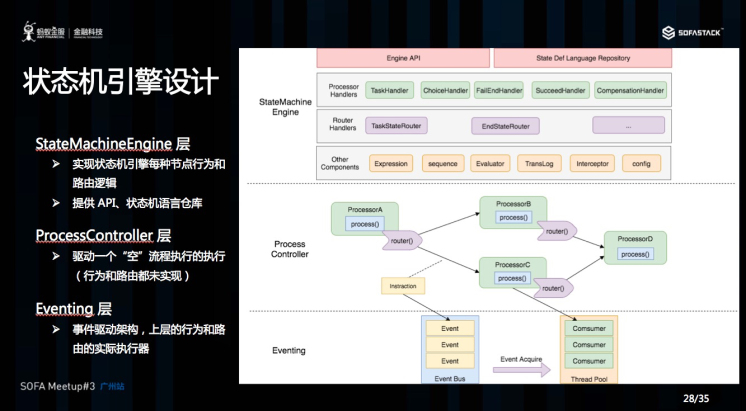 蚂蚁金服
ANT FINANCIAL
金融科技
SOFASTACK
状态机引擎设计
StateMachineEngine 层
实现状态机引擎每种节点行为和
路由逻辑
提供 API、状态机语言仓库
ProcessController 层
驱动一个“空”流程执行的执行
（行为和路由都未实现）
Eventing 层
事件驱动架构，上层的行为和路
由的实际执行器
SOFA Meetup#3 广州站
Engine API
State Def Language Repository
StateMachine
Engine
Processor
Handlers
TaskHandler
ChoiceHandler
FailEndHandler
SucceedHandler
CompensationHandler
Router
Handlers
TaskStateRouter
EndStateRouter
...
Other
Components
Expression
sequence
Evaluator
TransLog
Interceptor
config
Process
Controller
ProcessorA
process()
router()
ProcessorB
process()
router()
ProcessorC
process()
router()
ProcessorD
process()
Instraction
Eventing
Event
Event
Event
Event Bus
Event Acquire
Comsumer
Comsumer
Comsumer
Thread Pool
28/35